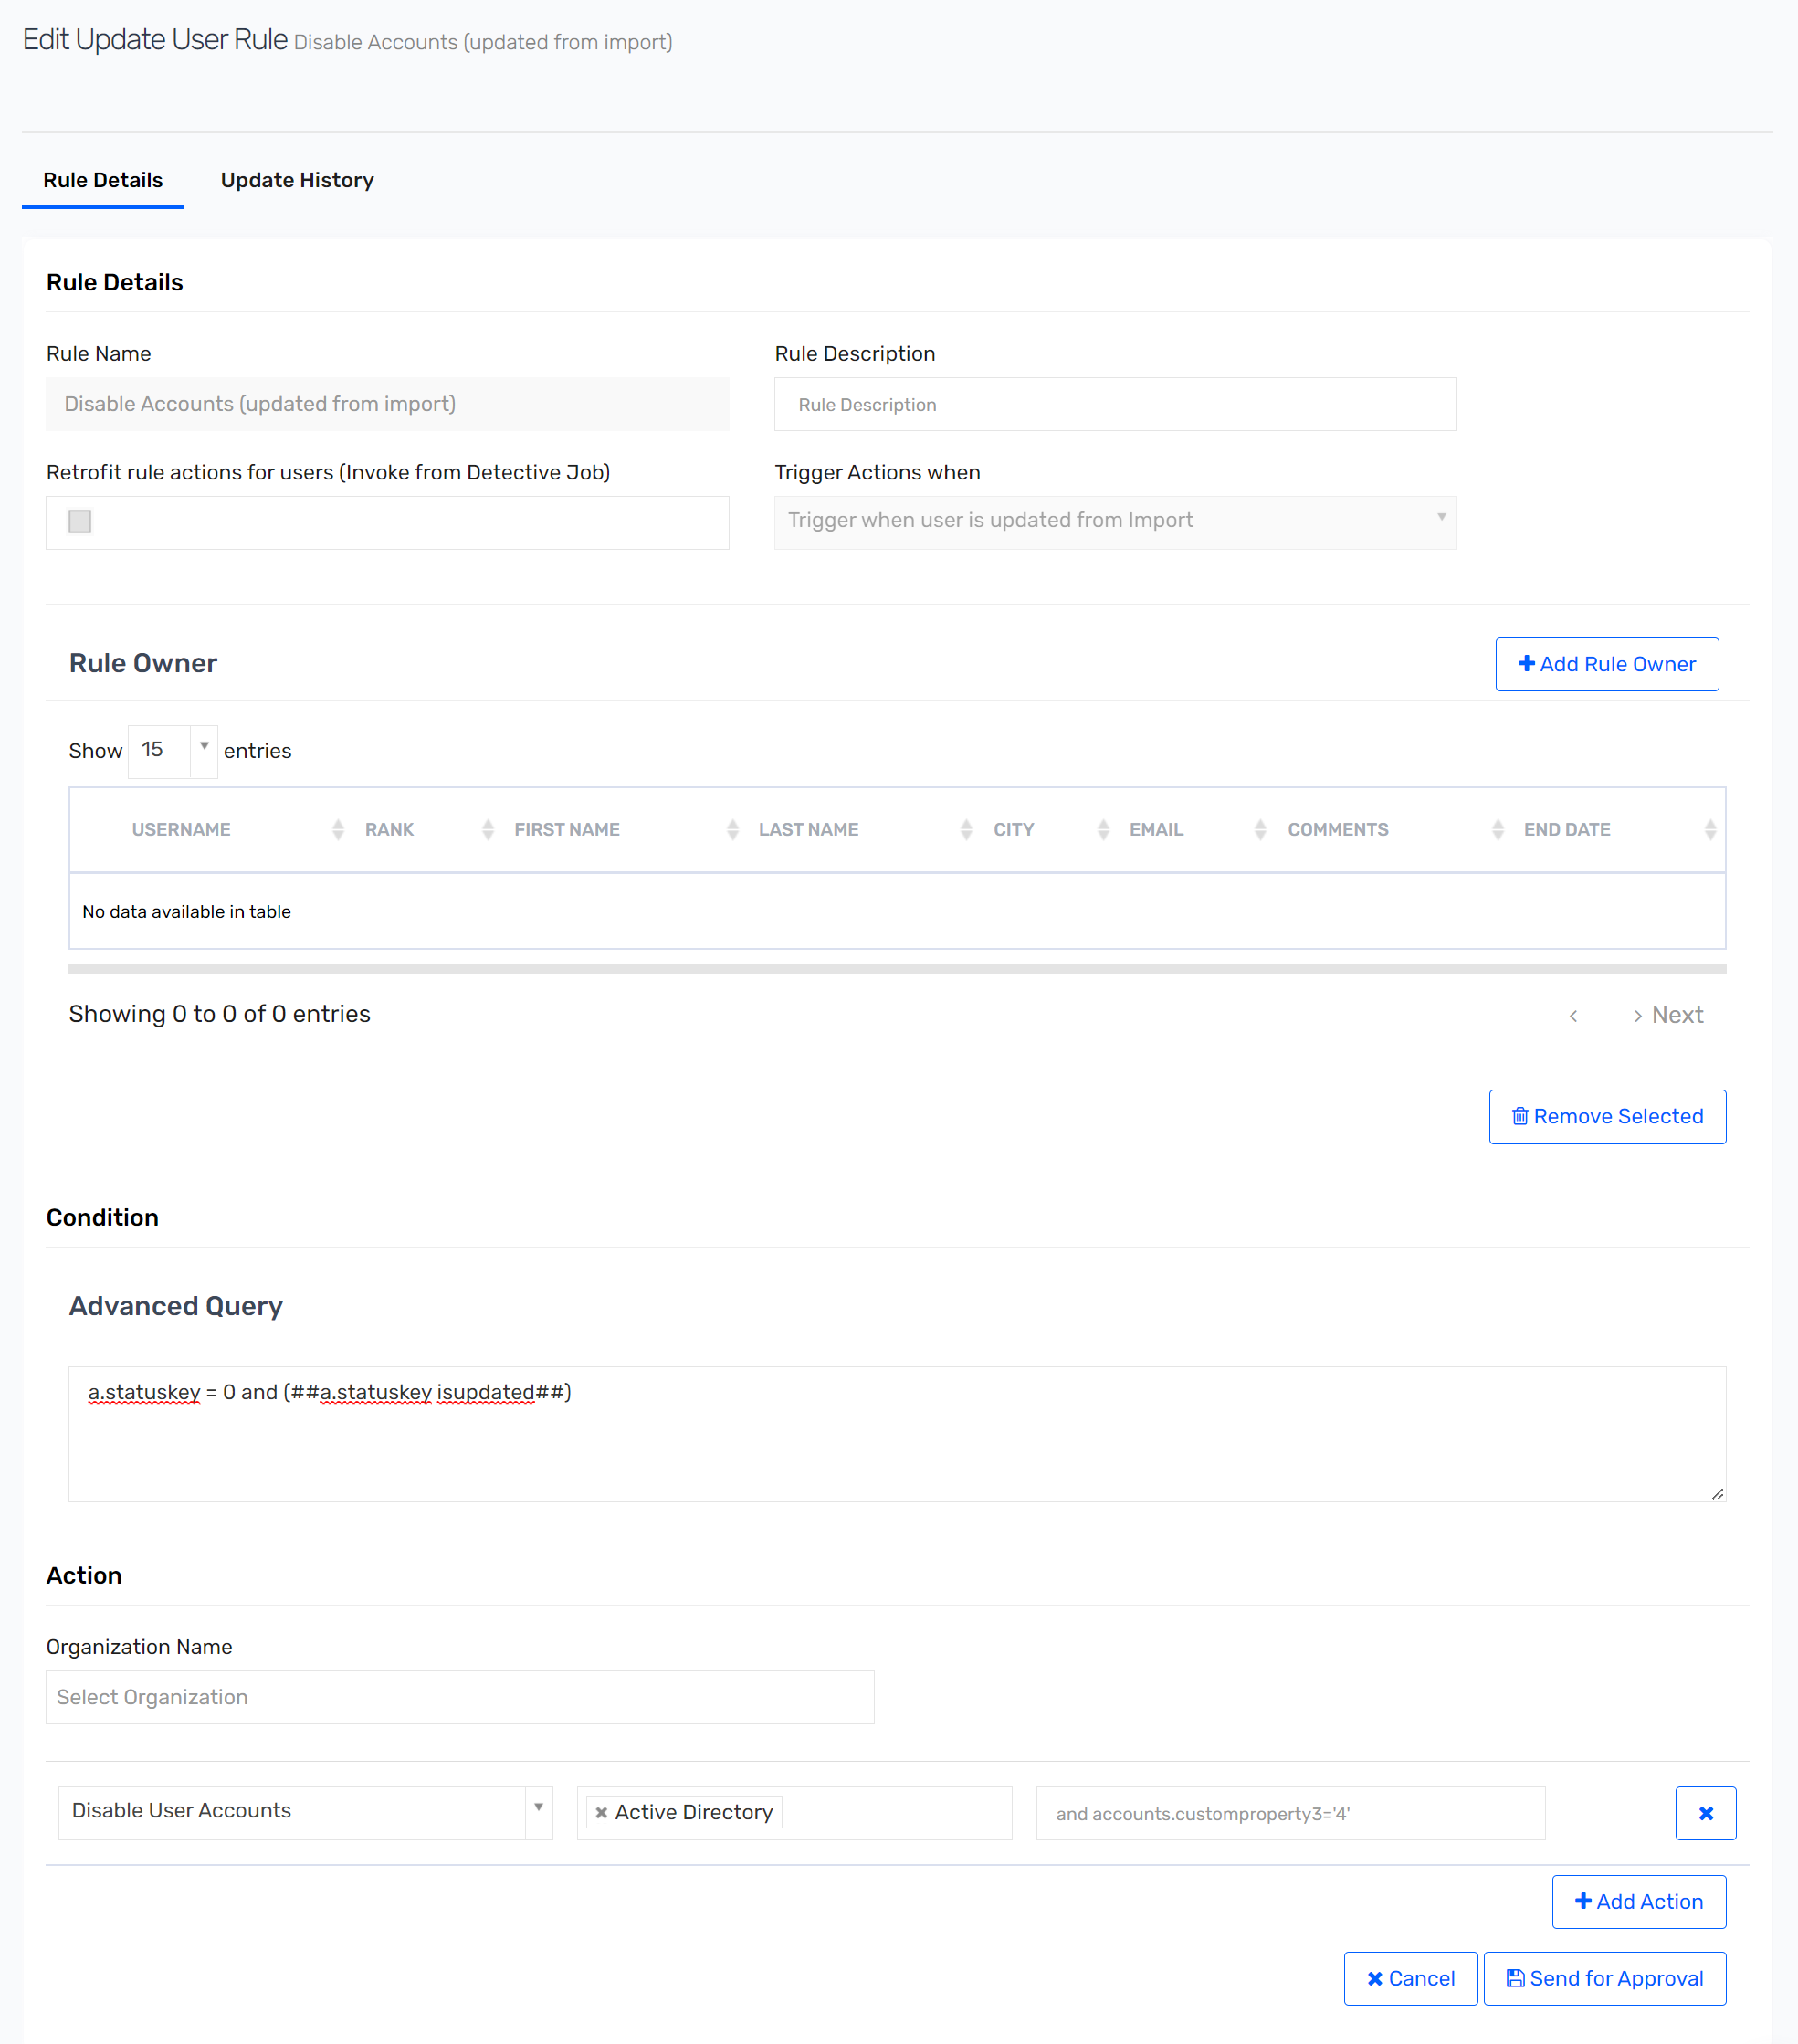 Edit Update User Rule Disable Accounts (updated from import)
Rule Details Update History
Rule Details
Rule Name Rule Description
Disable Accounts (updated from import) Rule Description
Retrofit rule actions for users (Invoke from Detective Job) Trigger Actions when
Trigger when user is updated from Import
Rule Owner Add Rule Owner
Show 15 entries
USERNAME RANK FIRST NAME LAST NAME CITY EMAIL COMMENTS END DATE
No data available in table
Showing 0 to 0 of 0 entries < > Next
Remove Selected
Condition
Advanced Query
a.statuskey = 0 and (##a.statuskey isupdated##)
Action
Organization Name
Select Organization
Disable User Accounts × Active Directory and accounts.customproperty3='4'
Add Action
Cancel Send for Approval